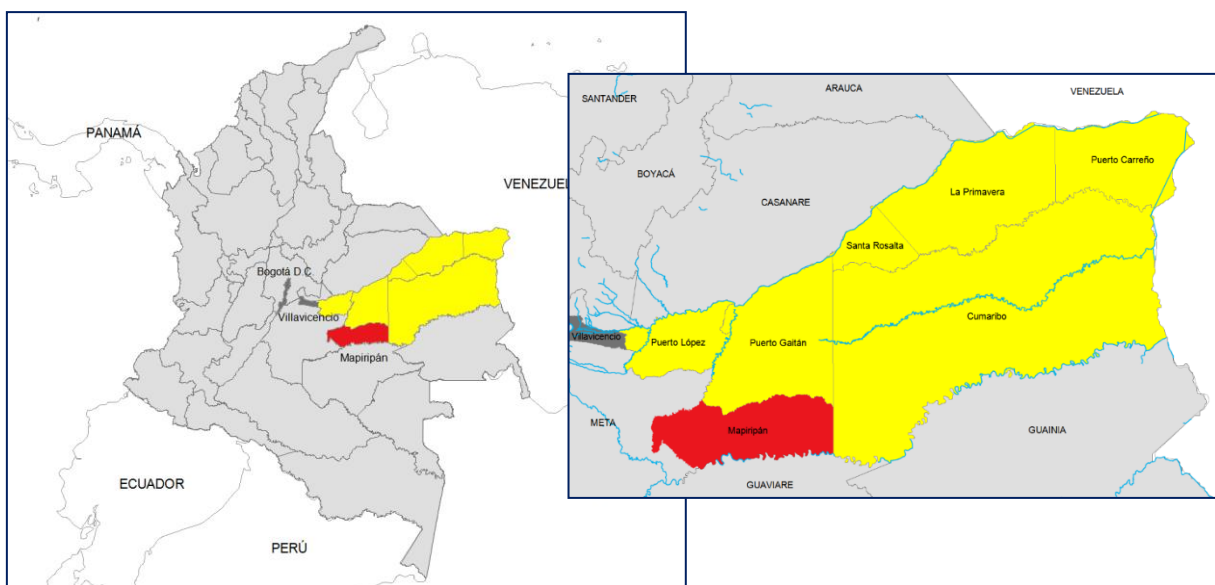 PANAMÁ
VENEZUEL
Bogotá D.C
Villavicencio
Mapiripán
ECUADOR
PERÚ
SANTANDER
ARAUCA
VENEZUELA
BOYACÁ
CASANARE
Puerto Carreño
La Primavera
Santa Rosalta
Cumaribo
Villavicencio
Puerto López
Puerto Gaitán
META
Mapiripán
GUAINIA
GUAVIARE